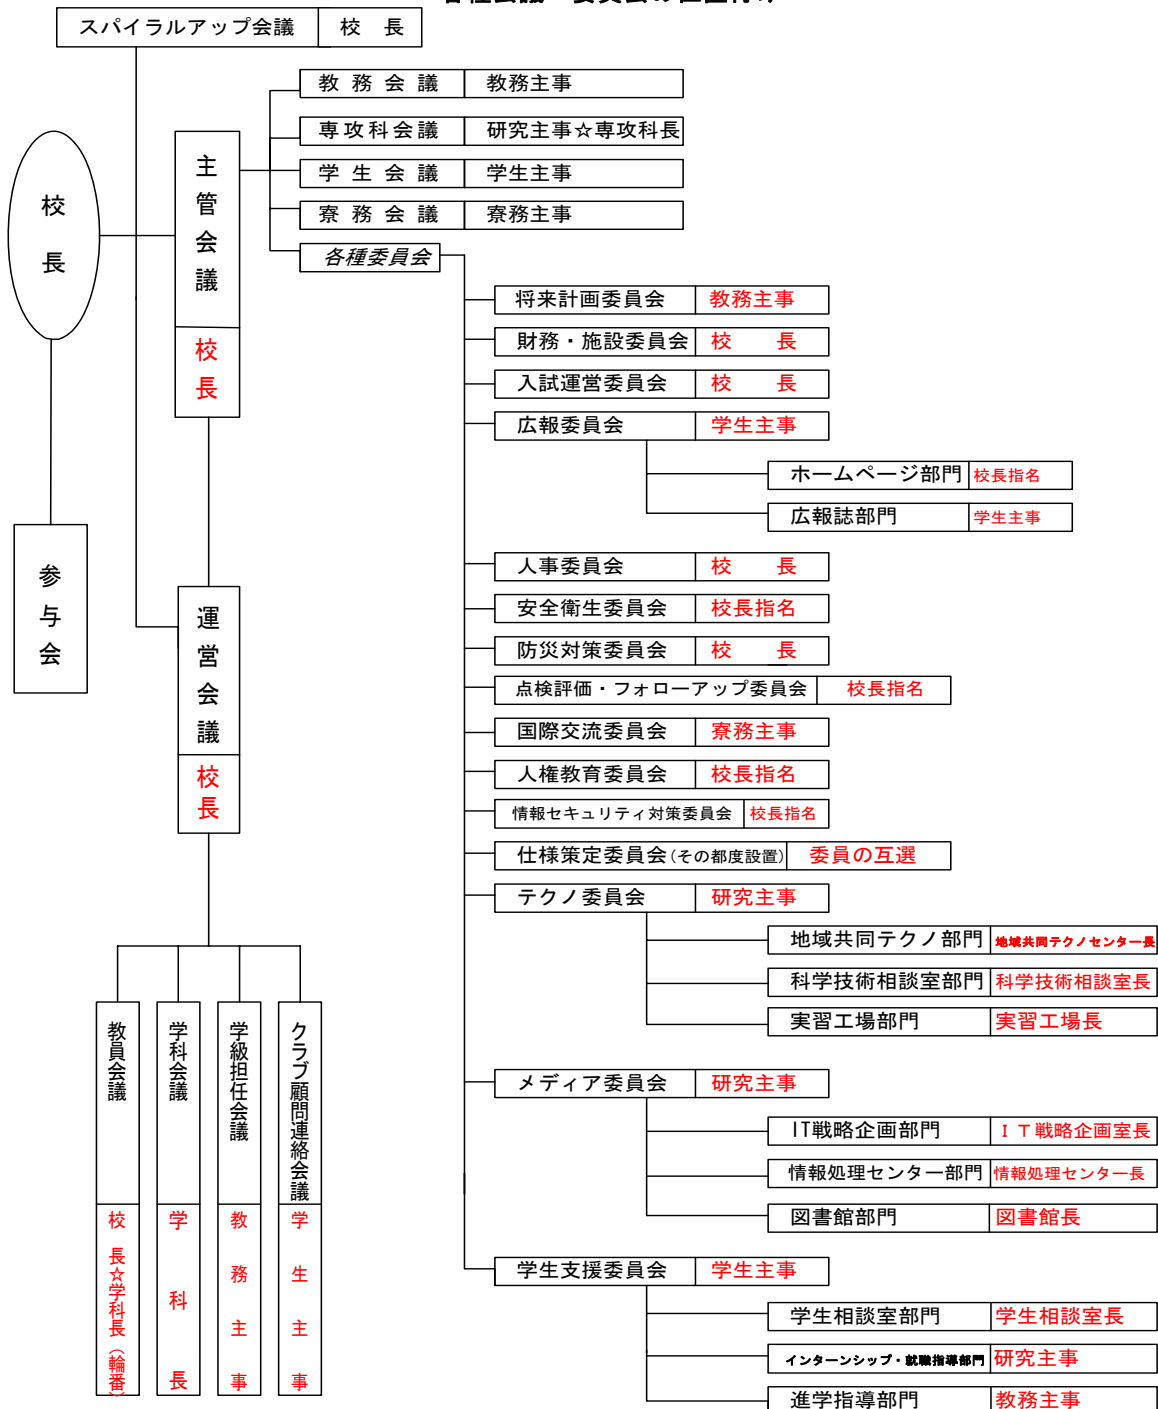 スパイラルアップ会議 校 長
教 務 会 議 教務主事
専攻科会議 研究主事☆専攻科長
学 生 会 議 学生主事
寮 務 会 議 寮務主事
各種委員会
校長
主管会議
校長
参与会
運営会議
校長
将来計画委員会 教務主事
財務・施設委員会 校 長
入試運営委員会 校 長
広報委員会 学生主事
ホームページ部門 校長指名
広報誌部門 学生主事
人事委員会 校 長
安全衛生委員会 校長指名
防災対策委員会 校 長
点検評価・フォローアップ委員会 校長指名
国際交流委員会 寮務主事
人権教育委員会 校長指名
情報セキュリティ対策委員会 校長指名
仕様策定委員会(その都度設置) 委員の互選
テクノ委員会 研究主事
地域共同テクノ部門 地域共同テクノセンター長
科学技術相談室部門 科学技術相談室長
実習工場部門 実習工場長
メディア委員会 研究主事
IT戦略企画部門 IT戦略企画室長
情報処理センター部門 情報処理センター長
図書館部門 図書館長
学生支援委員会 学生主事
学生相談室部門 学生相談室長
インターンシップ・就職指導部門 研究主事
進学指導部門 教務主事
教員会議 校 長☆学科長(輪番)
学科会議 学 科 長
学級担任会議 教 務 主 事
クラブ顧問連絡会議 学 生 主 事